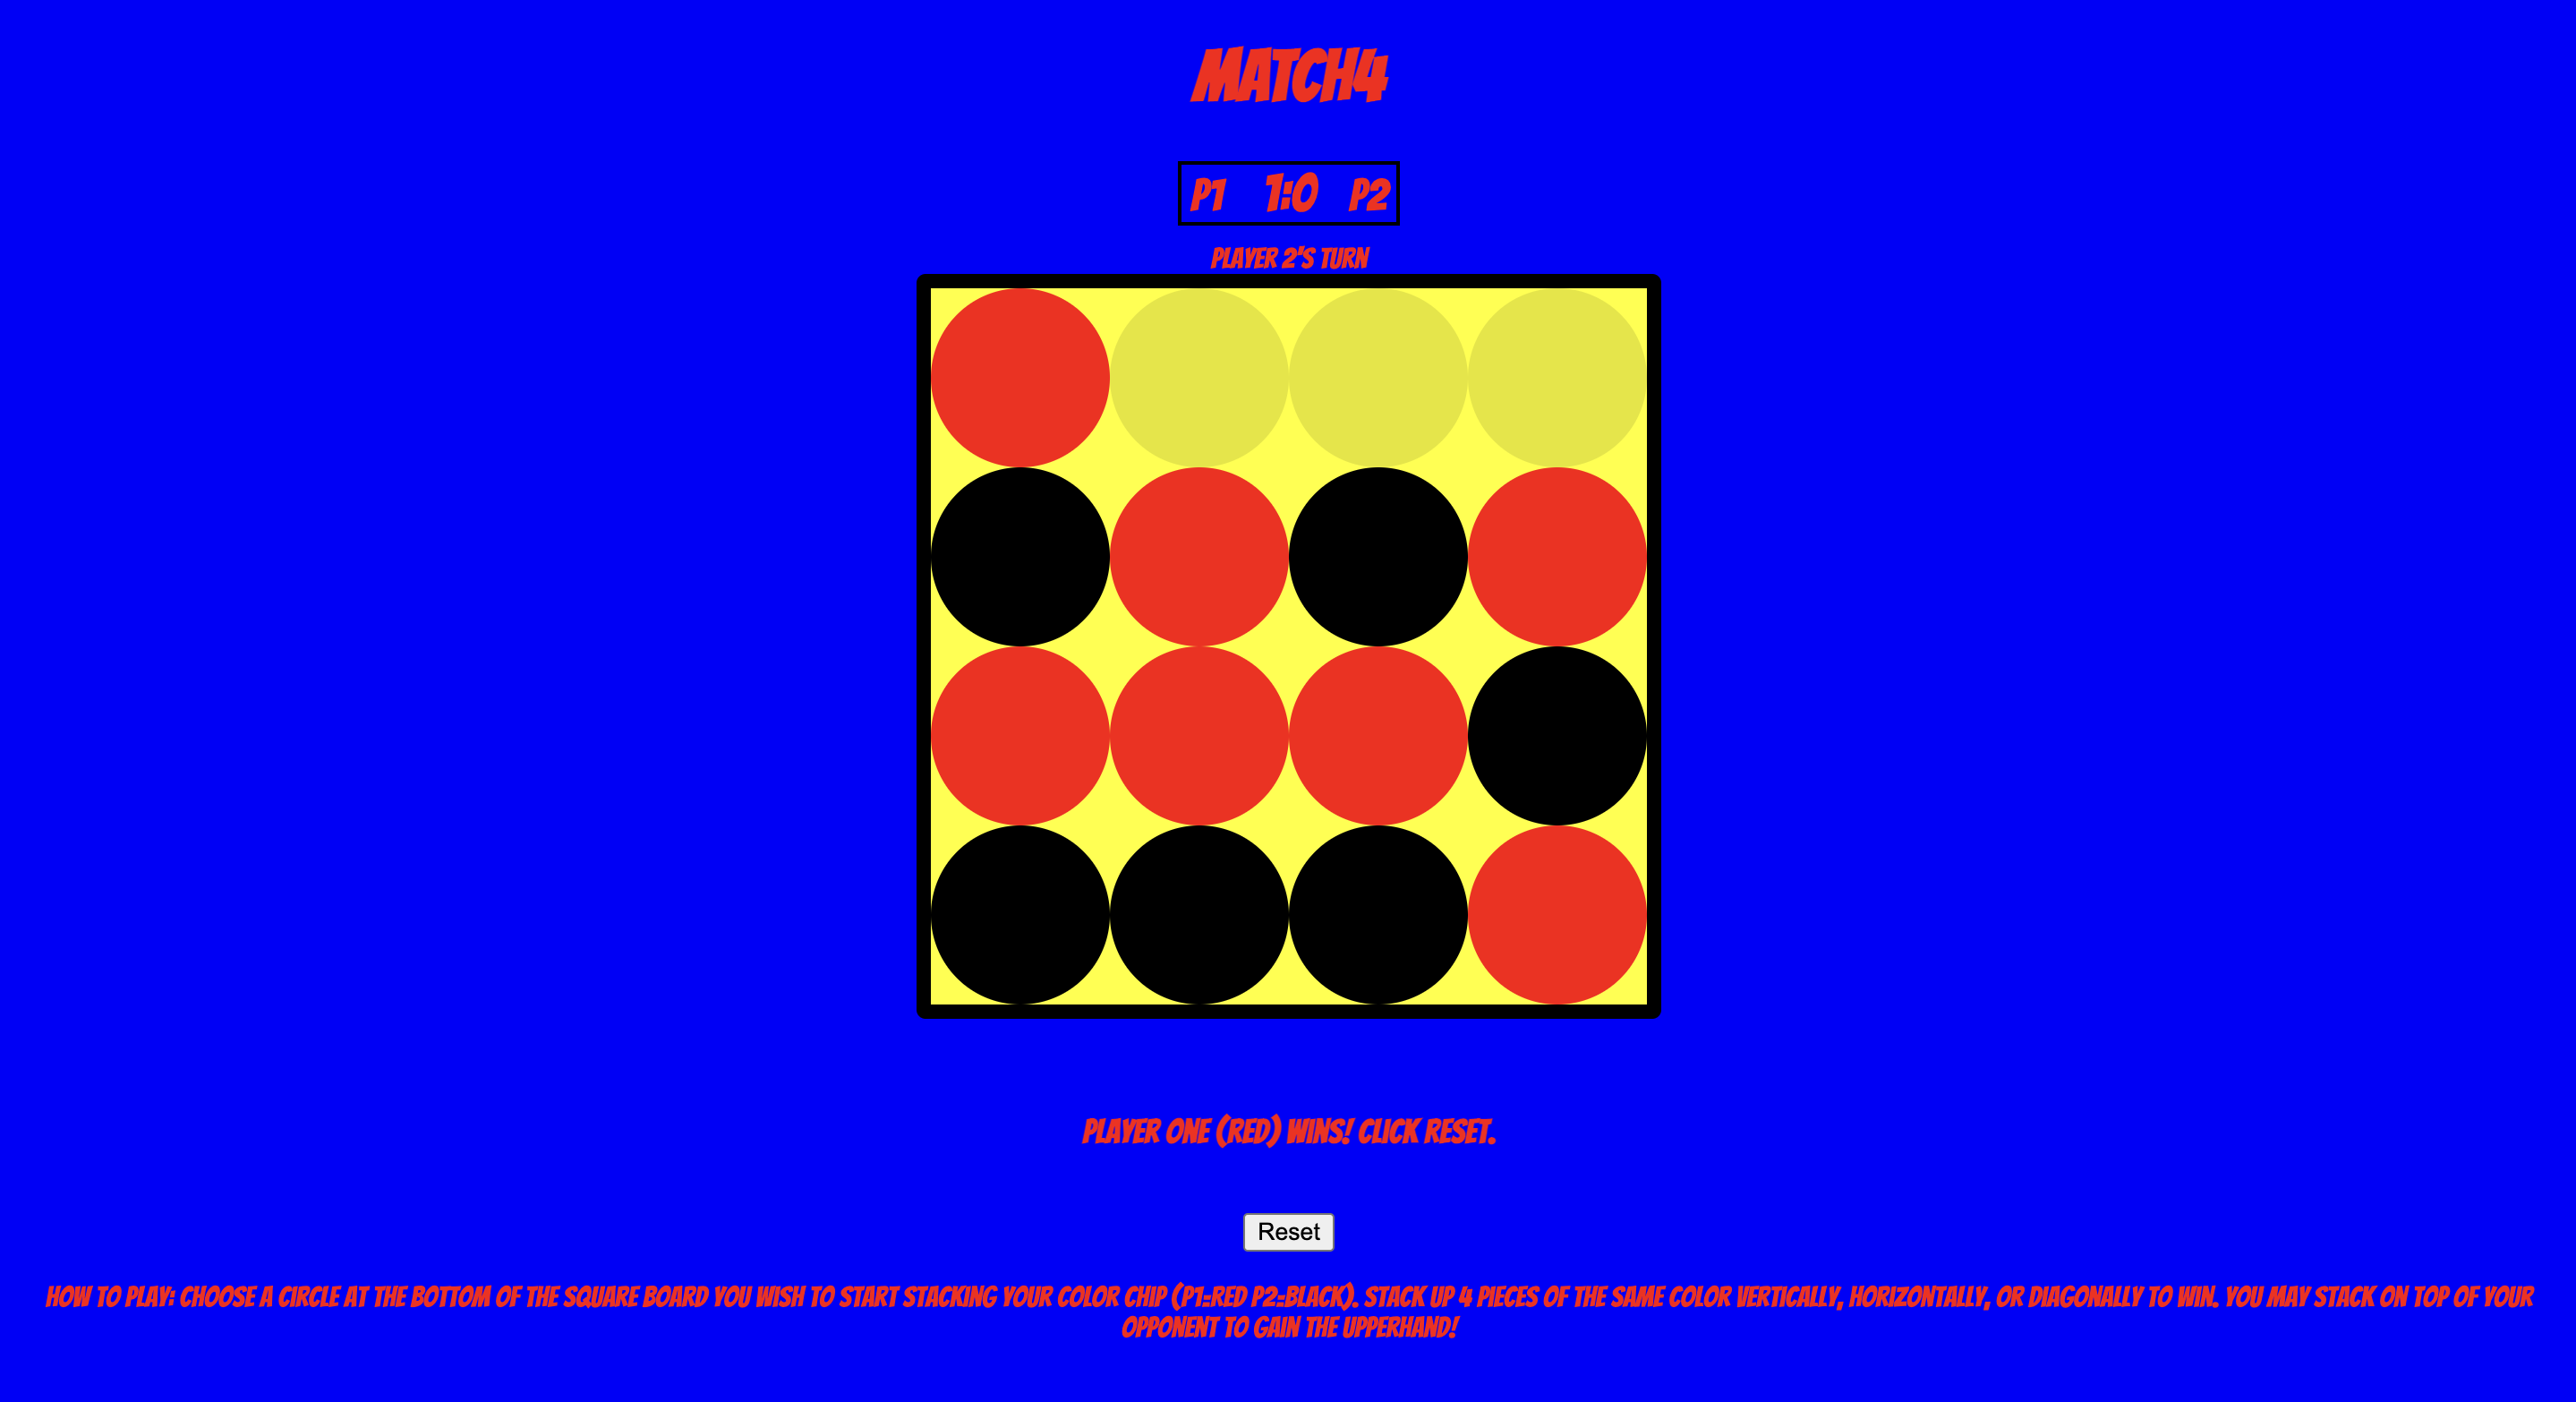 MATCH4
P1 1:0 P2
PLAYER 2'S TURN
PLAYER ONE (RED) WINS! CLICK RESET.
Reset
HOW TO PLAY: CHOOSE A CIRCLE AT THE BOTTOM OF THE SQUARE BOARD YOU WISH TO START STACKING YOUR COLOR CHIP (P1::RED P2::BLACK). STACK UP 4 PIECES OF THE SAME COLOR VERTICALLY, HORIZONTALLY, OR DIAGONALLY TO WIN. YOU MAY STACK ON TOP OF YOUR
OPPONENT TO GAIN THE UPPERHAND!